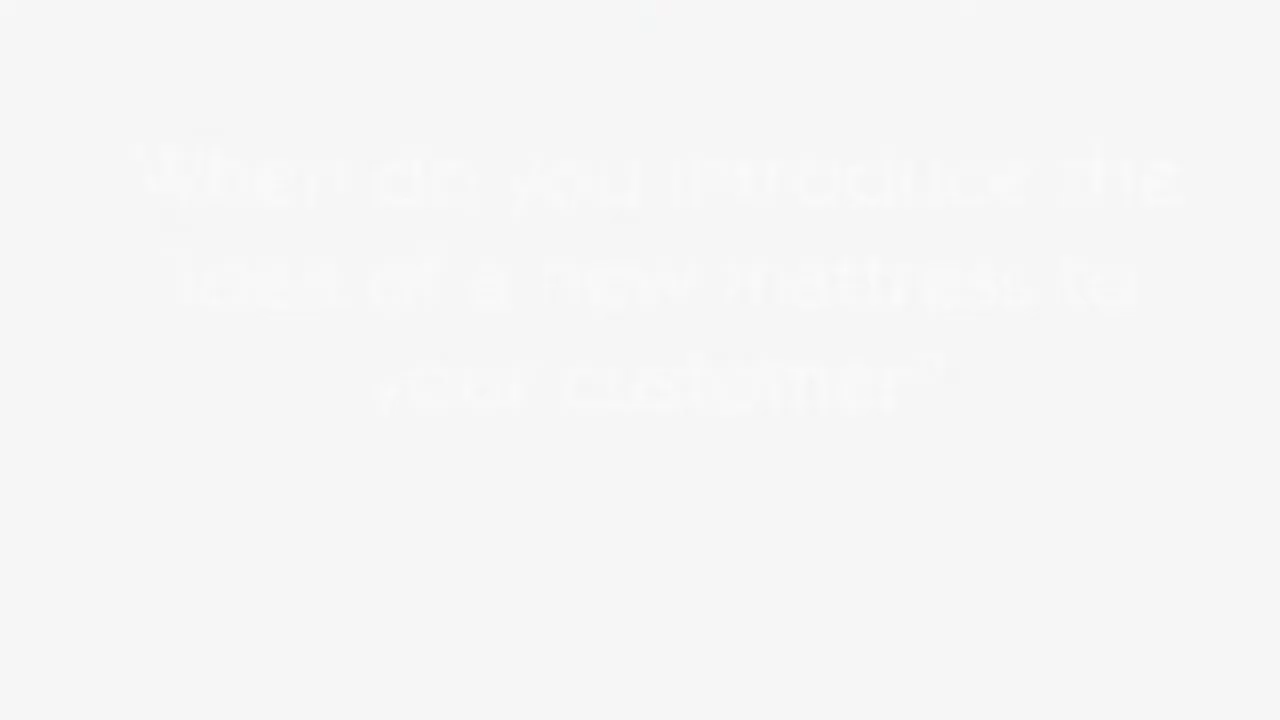 "When do you introduce the
idea of a new mattress to
your customer"